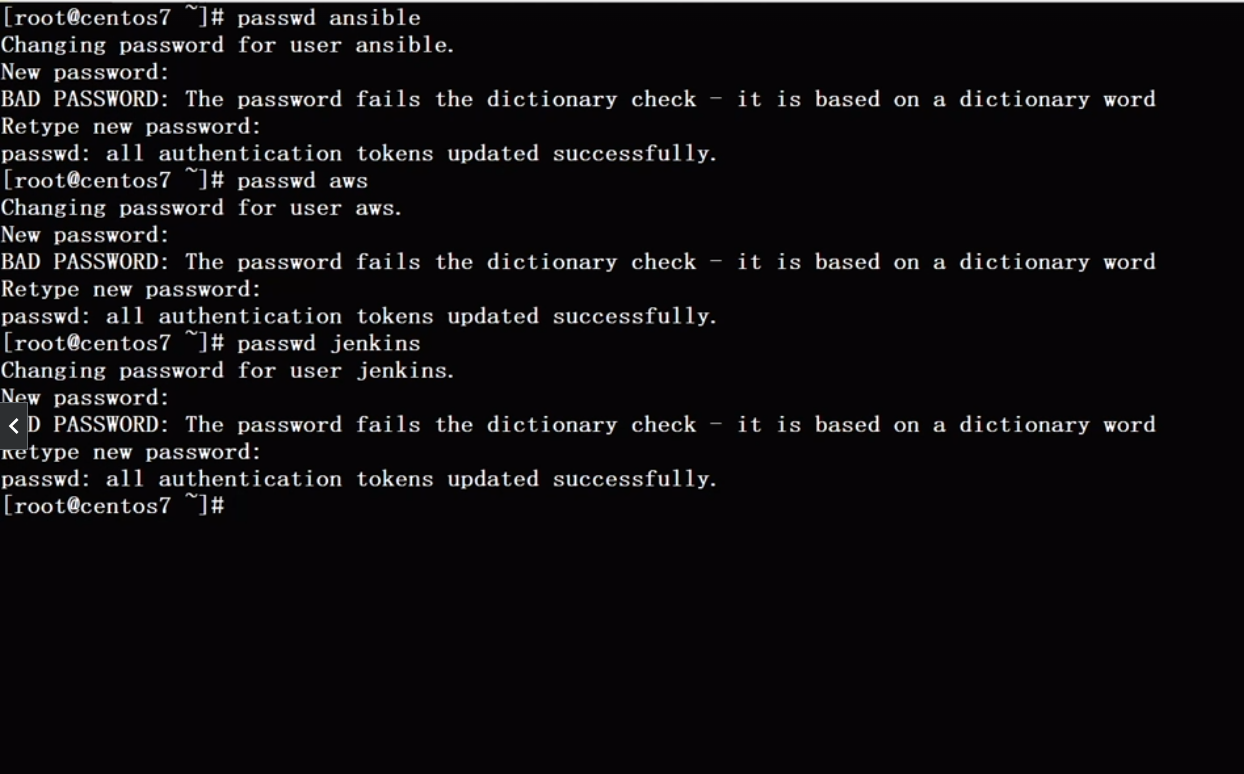 [root@centos7 ~]# passwd ansible
Changing password for user ansible.
New password:
BAD PASSWORD: The password fails the dictionary check - it is based on a dictionary word
Retype new password:
passwd: all authentication tokens updated successfully.
[root@centos7 ~]# passwd aws
Changing password for user aws.
New password:
BAD PASSWORD: The password fails the dictionary check - it is based on a dictionary word
Retype new password:
passwd: all authentication tokens updated successfully.
[root@centos7 ~]# passwd jenkins
Changing password for user jenkins.
New password:
D PASSWORD: The password fails the dictionary check - it is based on a dictionary word
Retype new password:
passwd: all authentication tokens updated successfully.
[root@centos7 ~]#